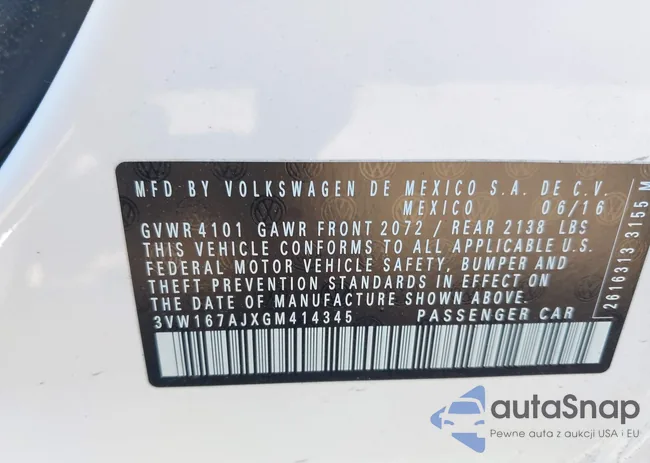 MFD BY VOLKSWAGEN DE MEXICO S.A. DE C.V.
MEXICO 06/16
GVWR 4101 GAWR FRONT 2072 / REAR 2138 LBS
THIS VEHICLE CONFORMS TO ALL APPLICABLE U.S.
FEDERAL MOTOR VEHICLE SAFETY, BUMPER AND
THEFT PREVENTION STANDARDS IN EFFECT ON
THE DATE OF MANUFACTURE SHOWN ABOVE.
3VW167AJXGM414345 PASSENGER CAR
2616313 3155 M
autaSnap
Pewne auta z aukcji USA i EU